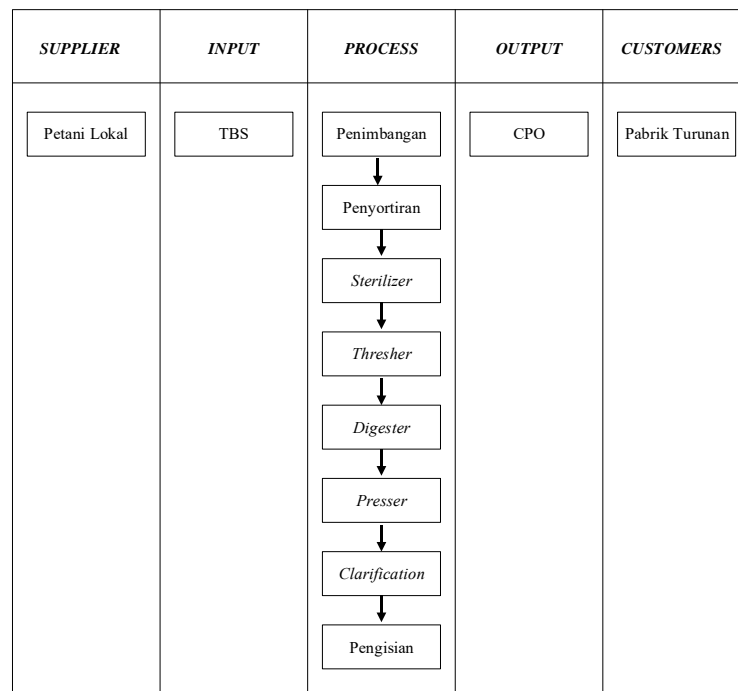 SUPPLIER
INPUT
PROCESS
OUTPUT
CUSTOMERS
Petani Lokal
TBS
Penimbangan
CPO
Pabrik Turunan
Penyortiran
Sterilizer
Thresher
Digester
Presser
Clarification
Pengisian